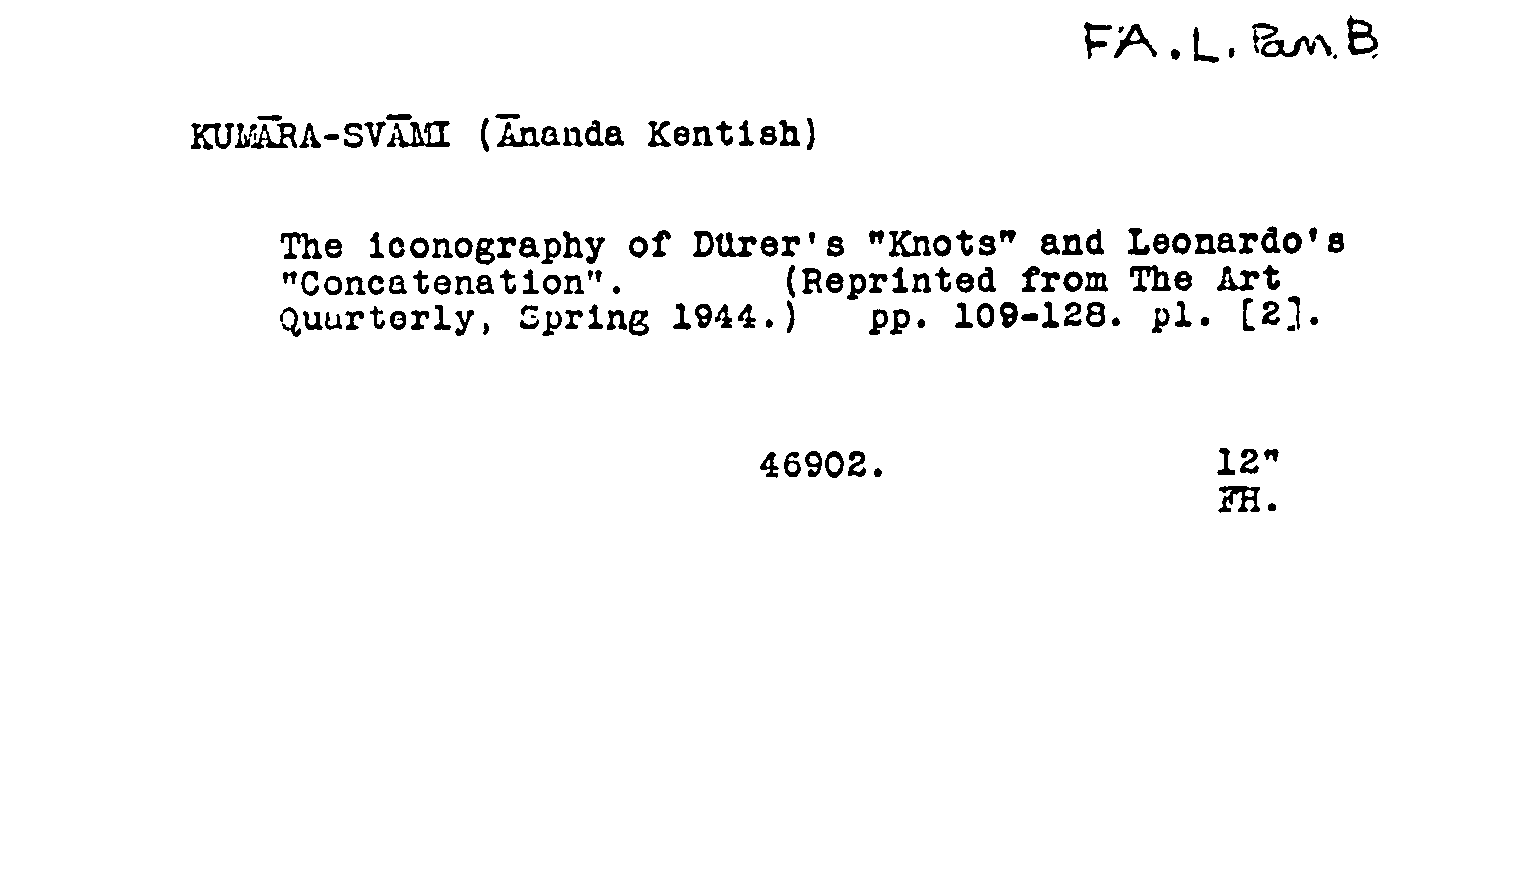 FA.L. Pam. B.
KUMĀRA-SVĀMI (Ānanda Kentish)
The iconography of Dürer's "Knots" and Leonardo's
"Concatenation". (Reprinted from The Art
Quarterly, Spring 1944.) pp. 109-128. pl. [2].
46902. 12"
FH.